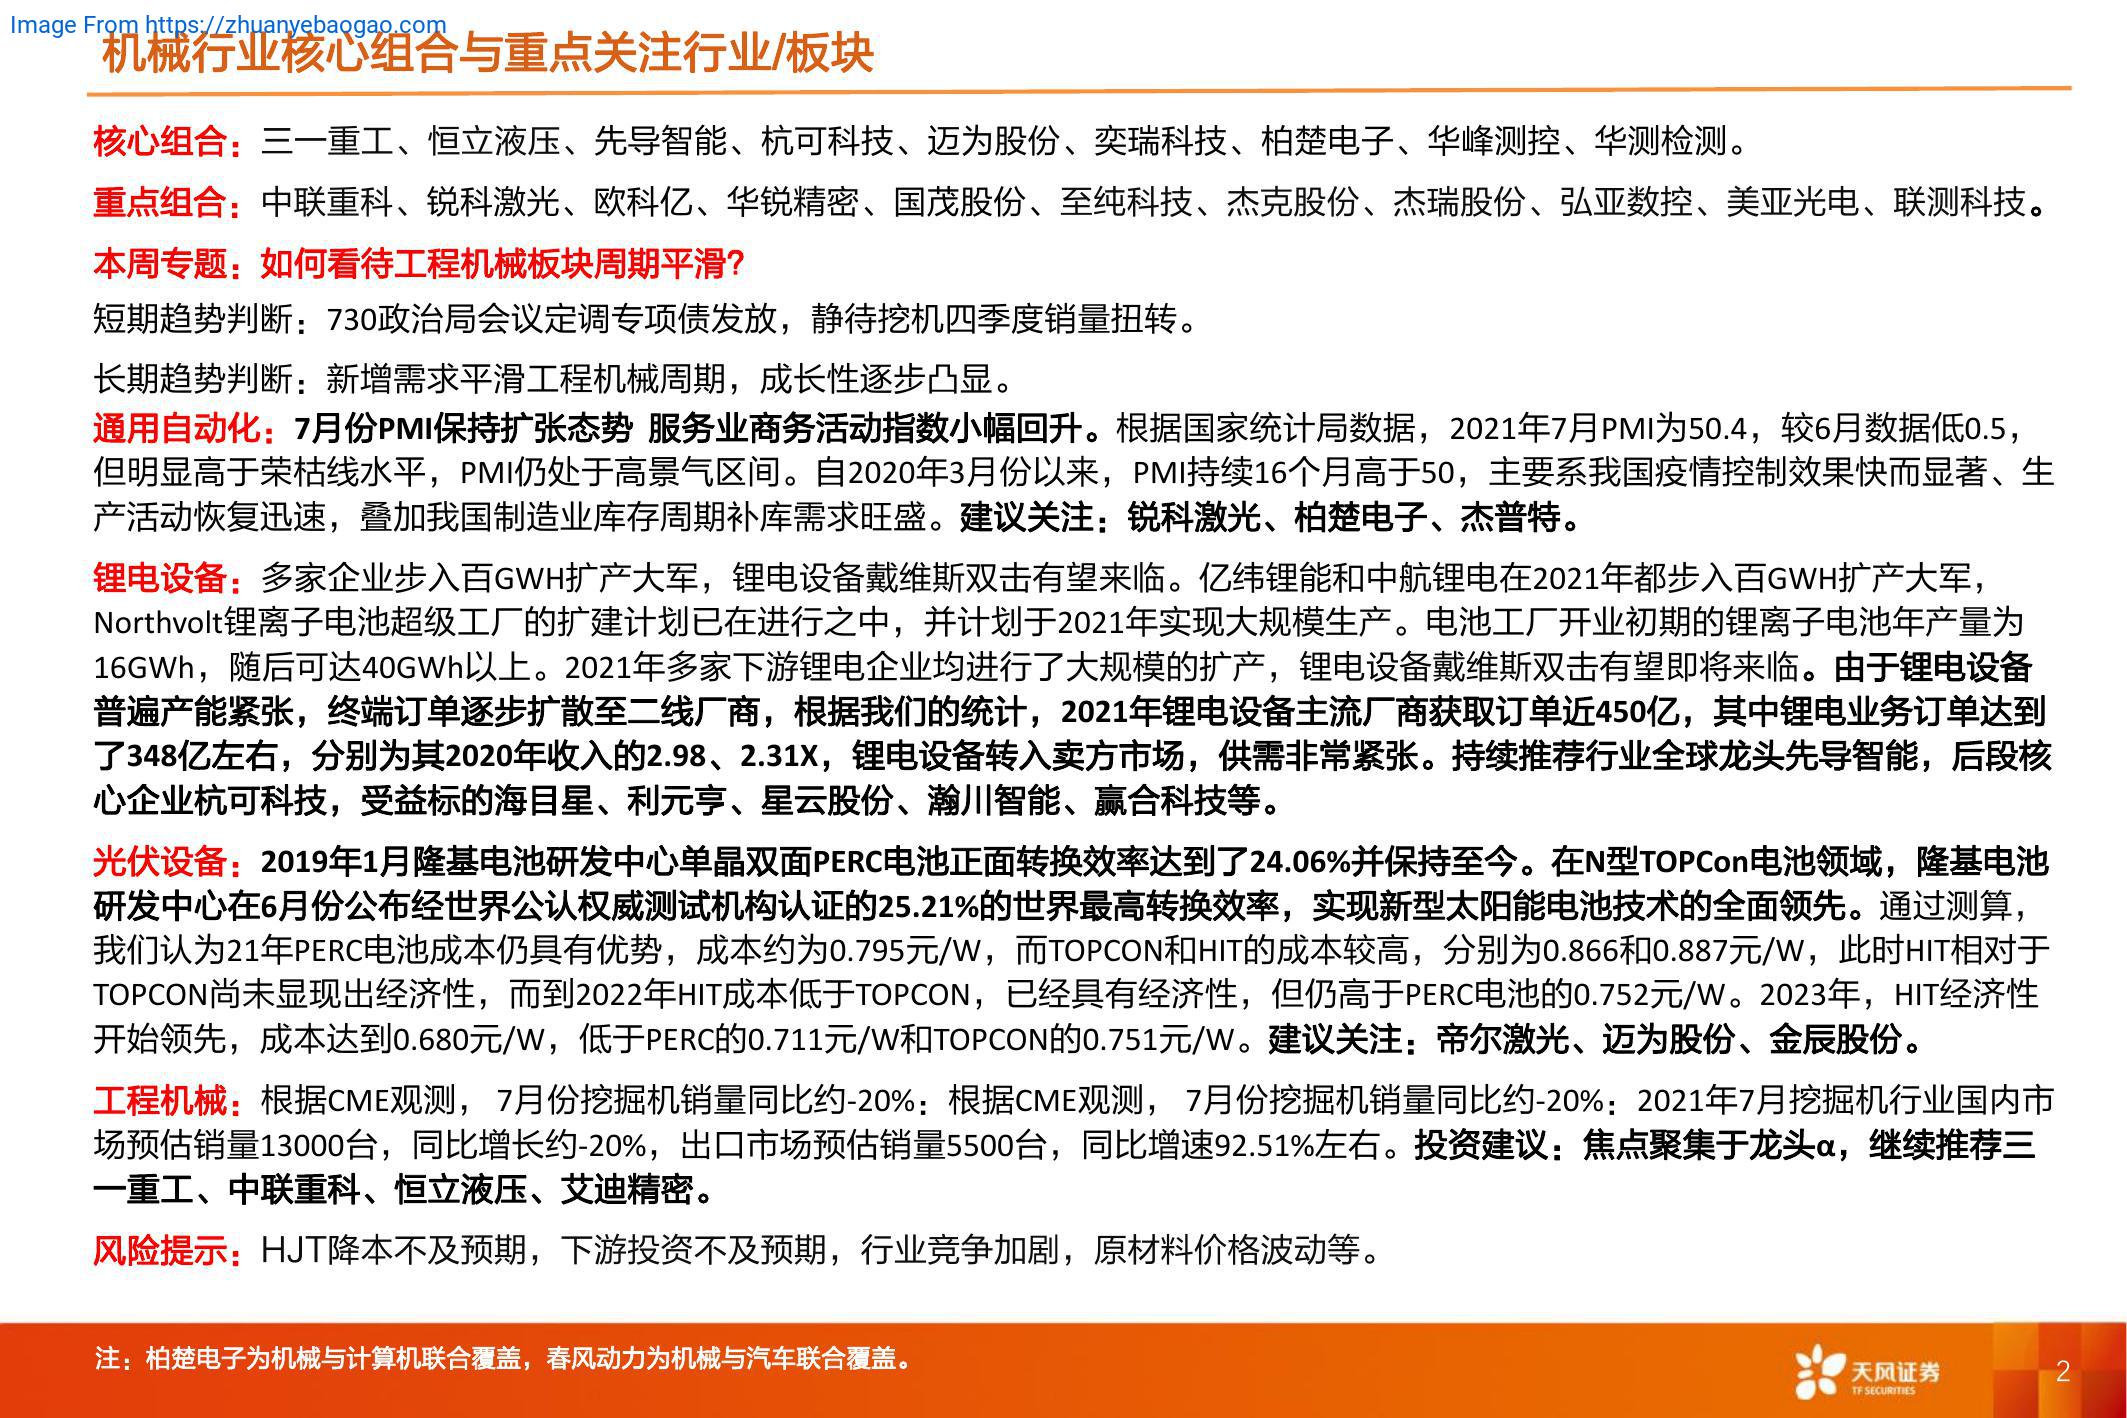 Image From https://zhuanyebaogao.com
机械行业核心组合与重点关注行业/板块
核心组合：三一重工、恒立液压、先导智能、杭可科技、迈为股份、奕瑞科技、柏楚电子、华峰测控、华测检测。
重点组合：中联重科、锐科激光、欧科亿、华锐精密、国茂股份、至纯科技、杰克股份、杰瑞股份、弘亚数控、美亚光电、联测科技。
本周专题：如何看待工程机械板块周期平滑？
短期趋势判断：730政治局会议定调专项债发放，静待挖机四季度销量扭转。
长期趋势判断：新增需求平滑工程机械周期，成长性逐步凸显。
通用自动化：7月份PMI保持扩张态势 服务业商务活动指数小幅回升。根据国家统计局数据，2021年7月PMI为50.4，较6月数据低0.5，
但明显高于荣枯线水平，PMI仍处于高景气区间。自2020年3月份以来，PMI持续16个月高于50，主要系我国疫情控制效果快而显著、生
产活动恢复迅速，叠加我国制造业库存周期补库需求旺盛。建议关注：锐科激光、柏楚电子、杰普特。
锂电设备：多家企业步入百GWH扩产大军，锂电设备戴维斯双击有望来临。亿纬锂能和中航锂电在2021年都步入百GWH扩产大军，
Northvolt锂离子电池超级工厂的扩建计划已在进行之中，并计划于2021年实现大规模生产。电池工厂开业初期的锂离子电池年产量为
16GWh，随后可达40GWh以上。2021年多家下游锂电企业均进行了大规模的扩产，锂电设备戴维斯双击有望即将来临。由于锂电设备
普遍产能紧张，终端订单逐步扩散至二线厂商，根据我们的统计，2021年锂电设备主流厂商获取订单近450亿，其中锂电业务订单达到
了348亿左右，分别为其2020年收入的2.98、2.31X，锂电设备转入卖方市场，供需非常紧张。持续推荐行业全球龙头先导智能，后段核
心企业杭可科技，受益标的海目星、利元亨、星云股份、瀚川智能、赢合科技等。
光伏设备：2019年1月隆基电池研发中心单晶双面PERC电池正面转换效率达到了24.06%并保持至今。在N型TOPCon电池领域，隆基电池
研发中心在6月份公布经世界公认权威测试机构认证的25.21%的世界最高转换效率，实现新型太阳能电池技术的全面领先。通过测算，
我们认为21年PERC电池成本仍具有优势，成本约为0.795元/W，而TOPCON和HIT的成本较高，分别为0.866和0.887元/W，此时HIT相对于
TOPCON尚未显现出经济性，而到2022年HIT成本低于TOPCON，已经具有经济性，但仍高于PERC电池的0.752元/W。2023年，HIT经济性
开始领先，成本达到0.680元/W，低于PERC的0.711元/W和TOPCON的0.751元/W。建议关注：帝尔激光、迈为股份、金辰股份。
工程机械：根据CME观测， 7月份挖掘机销量同比约-20%：根据CME观测， 7月份挖掘机销量同比约-20%：2021年7月挖掘机行业国内市
场预估销量13000台，同比增长约-20%，出口市场预估销量5500台，同比增速92.51%左右。投资建议：焦点聚集于龙头α，继续推荐三
一重工、中联重科、恒立液压、艾迪精密。
风险提示：HJT降本不及预期，下游投资不及预期，行业竞争加剧，原材料价格波动等。
注：柏楚电子为机械与计算机联合覆盖，春风动力为机械与汽车联合覆盖。
天风证券
TF SECURITIES
2